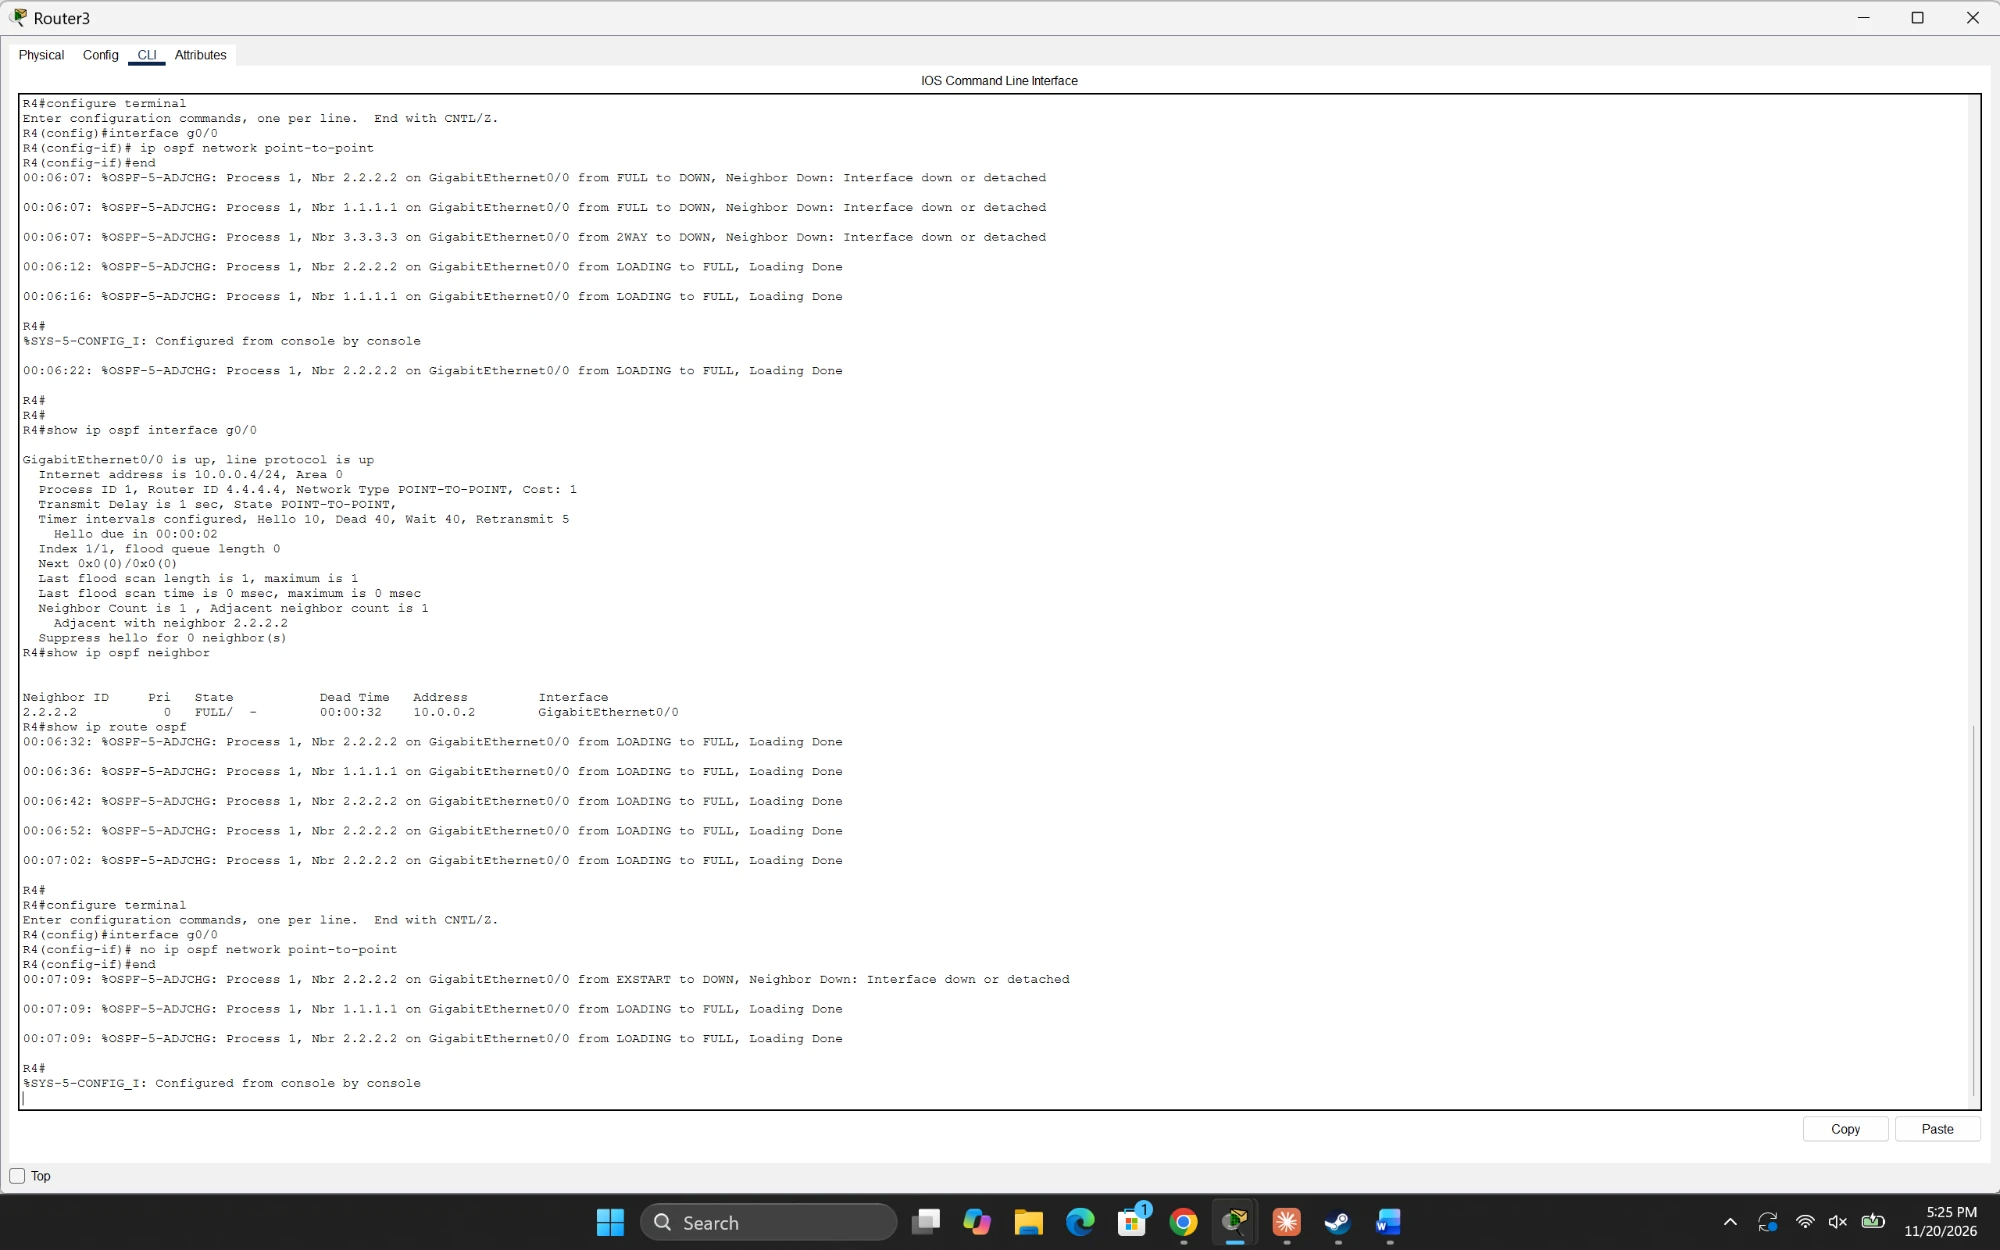 Router3
Physical Config CLI Attributes
IOS Command Line Interface
R4#configure terminal
Enter configuration commands, one per line.  End with CNTL/Z.
R4(config)#interface g0/0
R4(config-if)# ip ospf network point-to-point
R4(config-if)#end
00:06:07: %OSPF-5-ADJCHG: Process 1, Nbr 2.2.2.2 on GigabitEthernet0/0 from FULL to DOWN, Neighbor Down: Interface down or detached
00:06:07: %OSPF-5-ADJCHG: Process 1, Nbr 1.1.1.1 on GigabitEthernet0/0 from FULL to DOWN, Neighbor Down: Interface down or detached
00:06:07: %OSPF-5-ADJCHG: Process 1, Nbr 3.3.3.3 on GigabitEthernet0/0 from 2WAY to DOWN, Neighbor Down: Interface down or detached
00:06:12: %OSPF-5-ADJCHG: Process 1, Nbr 2.2.2.2 on GigabitEthernet0/0 from LOADING to FULL, Loading Done
00:06:16: %OSPF-5-ADJCHG: Process 1, Nbr 1.1.1.1 on GigabitEthernet0/0 from LOADING to FULL, Loading Done
R4#
%SYS-5-CONFIG_I: Configured from console by console
00:06:22: %OSPF-5-ADJCHG: Process 1, Nbr 2.2.2.2 on GigabitEthernet0/0 from LOADING to FULL, Loading Done
R4#
R4#
R4#show ip ospf interface g0/0
GigabitEthernet0/0 is up, line protocol is up
Internet address is 10.0.0.4/24, Area 0
Process ID 1, Router ID 4.4.4.4, Network Type POINT-TO-POINT, Cost: 1
Transmit Delay is 1 sec, State POINT-TO-POINT,
Timer intervals configured, Hello 10, Dead 40, Wait 40, Retransmit 5
Hello due in 00:00:02
Index 1/1, flood queue length 0
Next 0x0(0)/0x0(0)
Last flood scan length is 1, maximum is 1
Last flood scan time is 0 msec, maximum is 0 msec
Neighbor Count is 1 , Adjacent neighbor count is 1
Adjacent with neighbor 2.2.2.2
Suppress hello for 0 neighbor(s)
R4#show ip ospf neighbor
Neighbor ID     Pri   State           Dead Time   Address         Interface
2.2.2.2           0   FULL/  -        00:00:32    10.0.0.2        GigabitEthernet0/0
R4#show ip route ospf
00:06:32: %OSPF-5-ADJCHG: Process 1, Nbr 2.2.2.2 on GigabitEthernet0/0 from LOADING to FULL, Loading Done
00:06:36: %OSPF-5-ADJCHG: Process 1, Nbr 1.1.1.1 on GigabitEthernet0/0 from LOADING to FULL, Loading Done
00:06:42: %OSPF-5-ADJCHG: Process 1, Nbr 2.2.2.2 on GigabitEthernet0/0 from LOADING to FULL, Loading Done
00:06:52: %OSPF-5-ADJCHG: Process 1, Nbr 2.2.2.2 on GigabitEthernet0/0 from LOADING to FULL, Loading Done
00:07:02: %OSPF-5-ADJCHG: Process 1, Nbr 2.2.2.2 on GigabitEthernet0/0 from LOADING to FULL, Loading Done
R4#
R4#configure terminal
Enter configuration commands, one per line.  End with CNTL/Z.
R4(config)#interface g0/0
R4(config-if)# no ip ospf network point-to-point
R4(config-if)#end
00:07:09: %OSPF-5-ADJCHG: Process 1, Nbr 2.2.2.2 on GigabitEthernet0/0 from EXSTART to DOWN, Neighbor Down: Interface down or detached
00:07:09: %OSPF-5-ADJCHG: Process 1, Nbr 1.1.1.1 on GigabitEthernet0/0 from LOADING to FULL, Loading Done
00:07:09: %OSPF-5-ADJCHG: Process 1, Nbr 2.2.2.2 on GigabitEthernet0/0 from LOADING to FULL, Loading Done
R4#
%SYS-5-CONFIG_I: Configured from console by console
Copy Paste
Top
Search
1
W
5:25 PM
11/20/2026